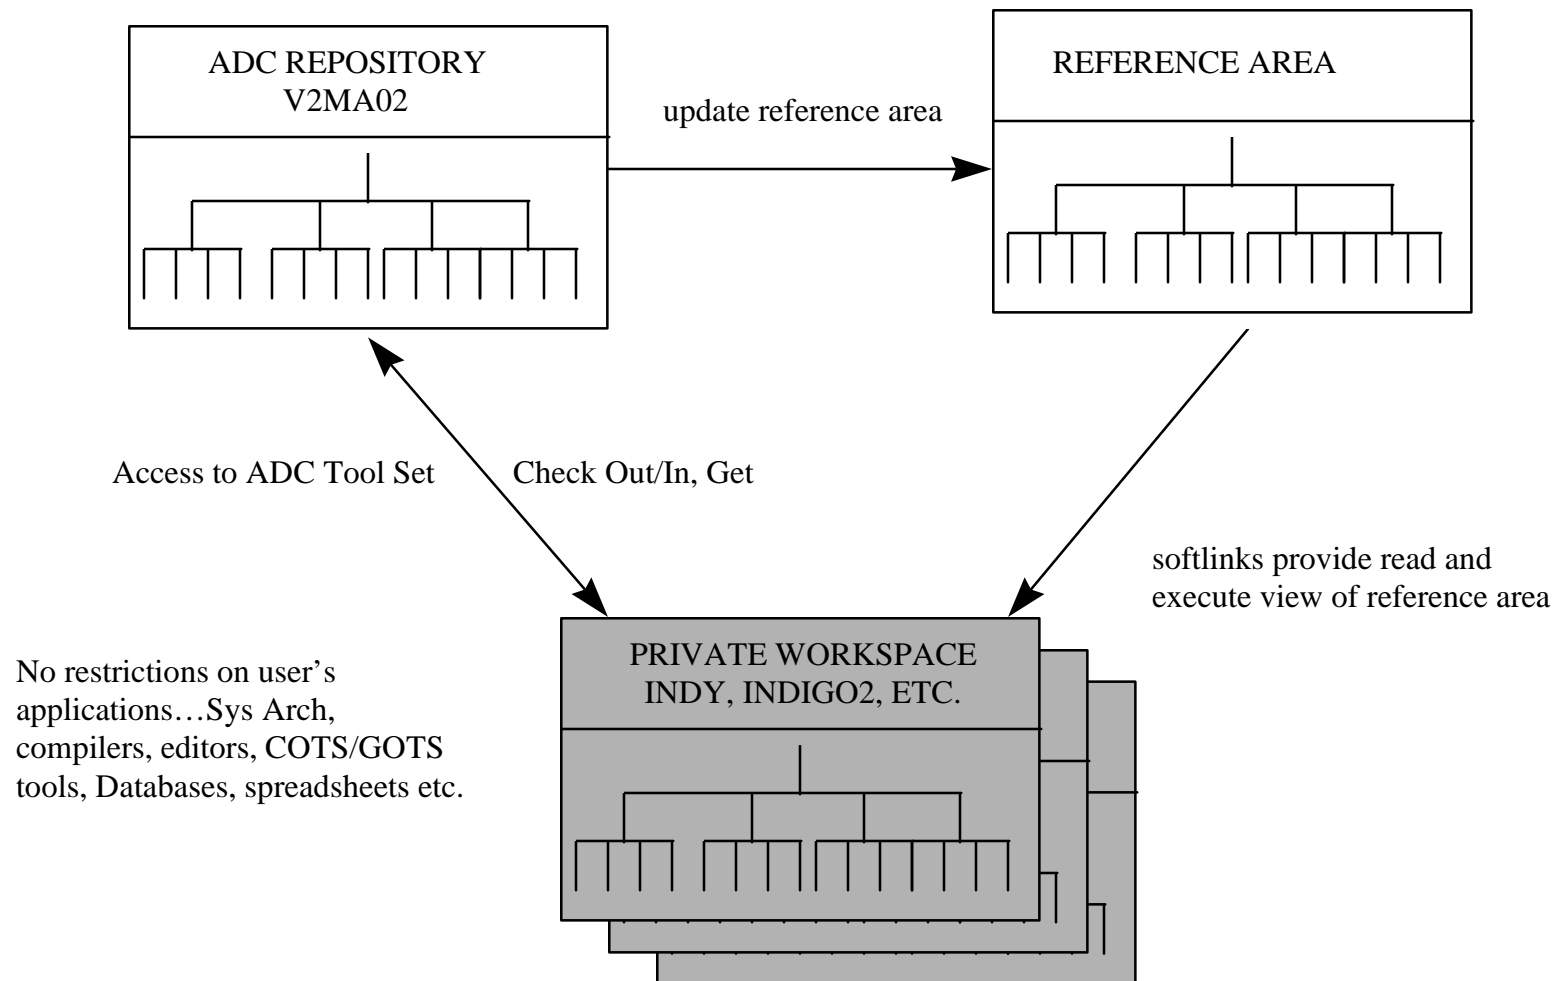 ADC REPOSITORY
V2MA02
update reference area
REFERENCE AREA
Access to ADC Tool Set
Check Out/In, Get
softlinks provide read and
execute view of reference area
No restrictions on user’s
applications…Sys Arch,
compilers, editors, COTS/GOTS
tools, Databases, spreadsheets etc.
PRIVATE WORKSPACE
INDY, INDIGO2, ETC.